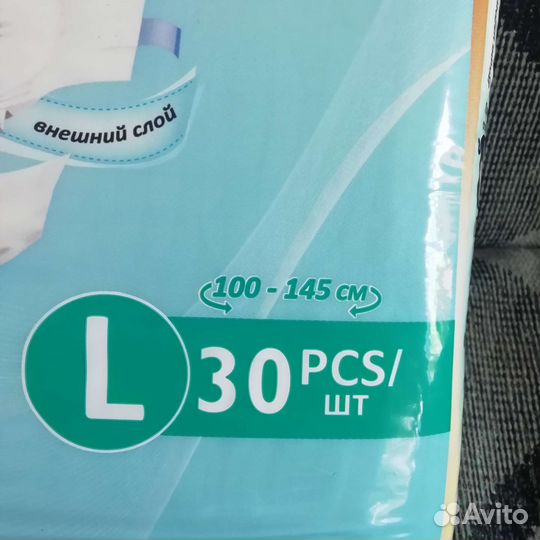 внешний слой
100 - 145 см
L
30 PCS/
шт
Avito